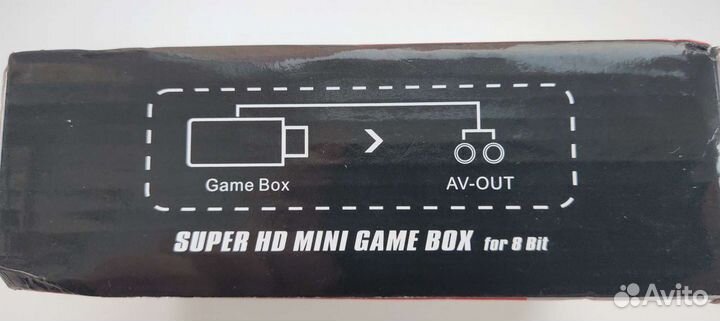 Game Box AV-OUT
SUPER HD MINI GAME BOX for 8 Bit
Avito